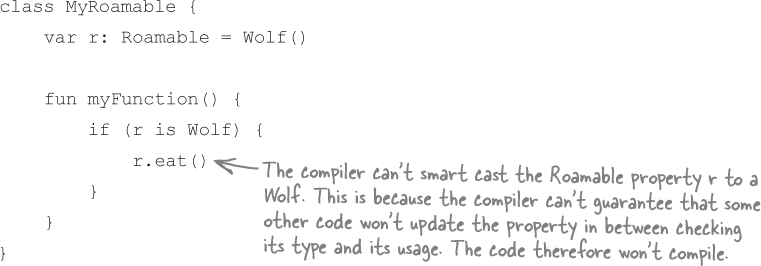 class MyRoamable {
    var r: Roamable = Wolf()
    fun myFunction() {
        if (r is Wolf) {
            r.eat()
The compiler can't smart cast the Roamable property r to a
Wolf. This is because the compiler can't guarantee that some
        }
other code won't update the property in between checking
    }
its type and its usage. The code therefore won't compile.
}